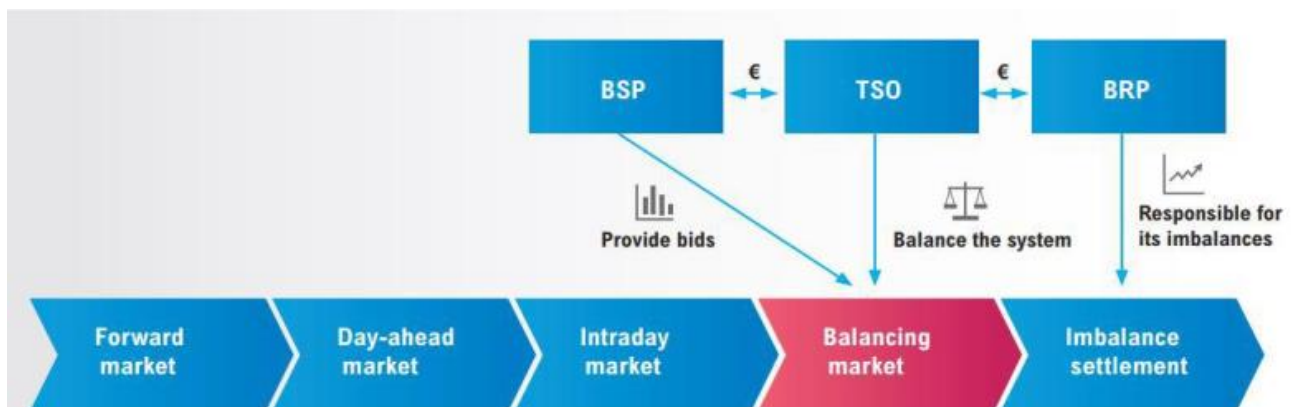 BSP
€
TSO
€
BRP
Provide bids
Balance the system
Responsible for
its imbalances
Forward
market
Day-ahead
market
Intraday
market
Balancing
market
Imbalance
settlement